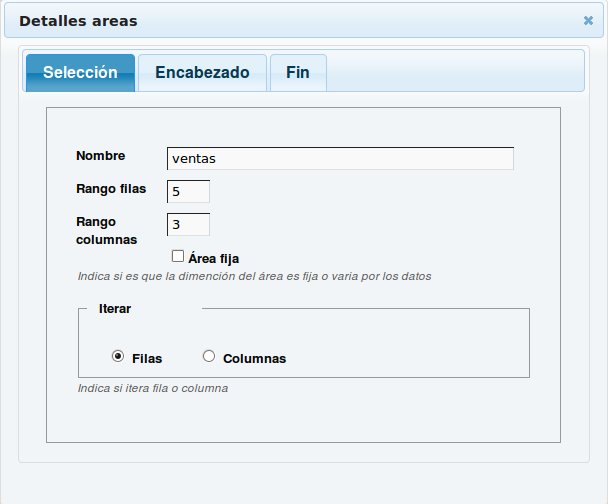 Detalles areas
Selección Encabezado Fin
Nombre ventas
Rango filas 5
Rango
columnas 3
Área fija
Indica si es que la dimención del área es fija o varia por los datos
Iterar
Filas Columnas
Indica si itera fila o columna